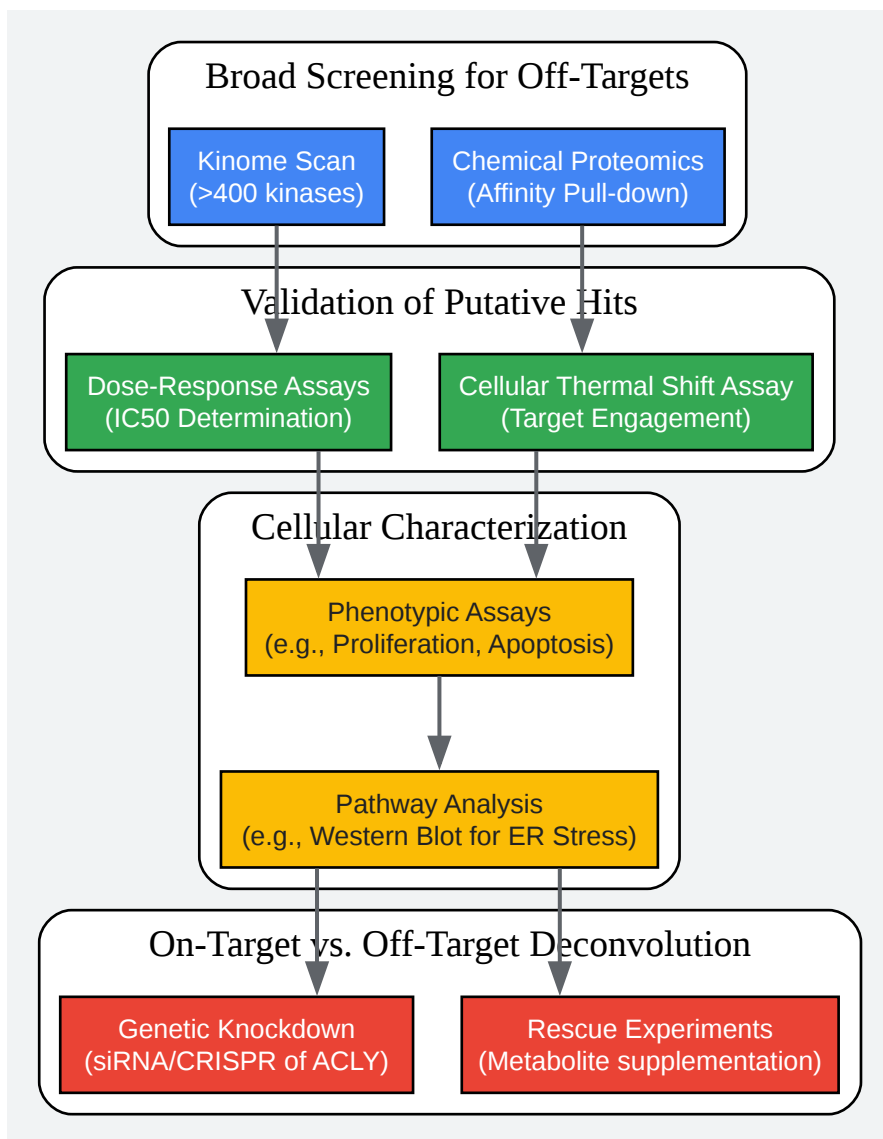 Broad Screening for Off-Targets
Kinome Scan
(>400 kinases)
Chemical Proteomics
(Affinity Pull-down)
Validation of Putative Hits
Dose-Response Assays
(IC50 Determination)
Cellular Thermal Shift Assay
(Target Engagement)
Cellular Characterization
Phenotypic Assays
(e.g., Proliferation, Apoptosis)
Pathway Analysis
(e.g., Western Blot for ER Stress)
On-Target vs. Off-Target Deconvolution
Genetic Knockdown
(siRNA/CRISPR of ACLY)
Rescue Experiments
(Metabolite supplementation)